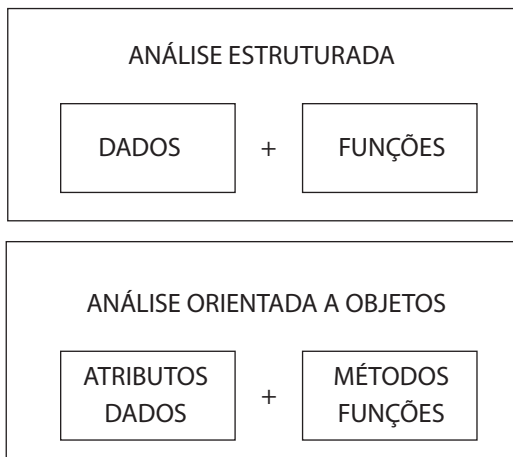 ANÁLISE ESTRUTURADA
DADOS + FUNÇÕES
ANÁLISE ORIENTADA A OBJETOS
ATRIBUTOS MÉTODOS
DADOS + FUNÇÕES